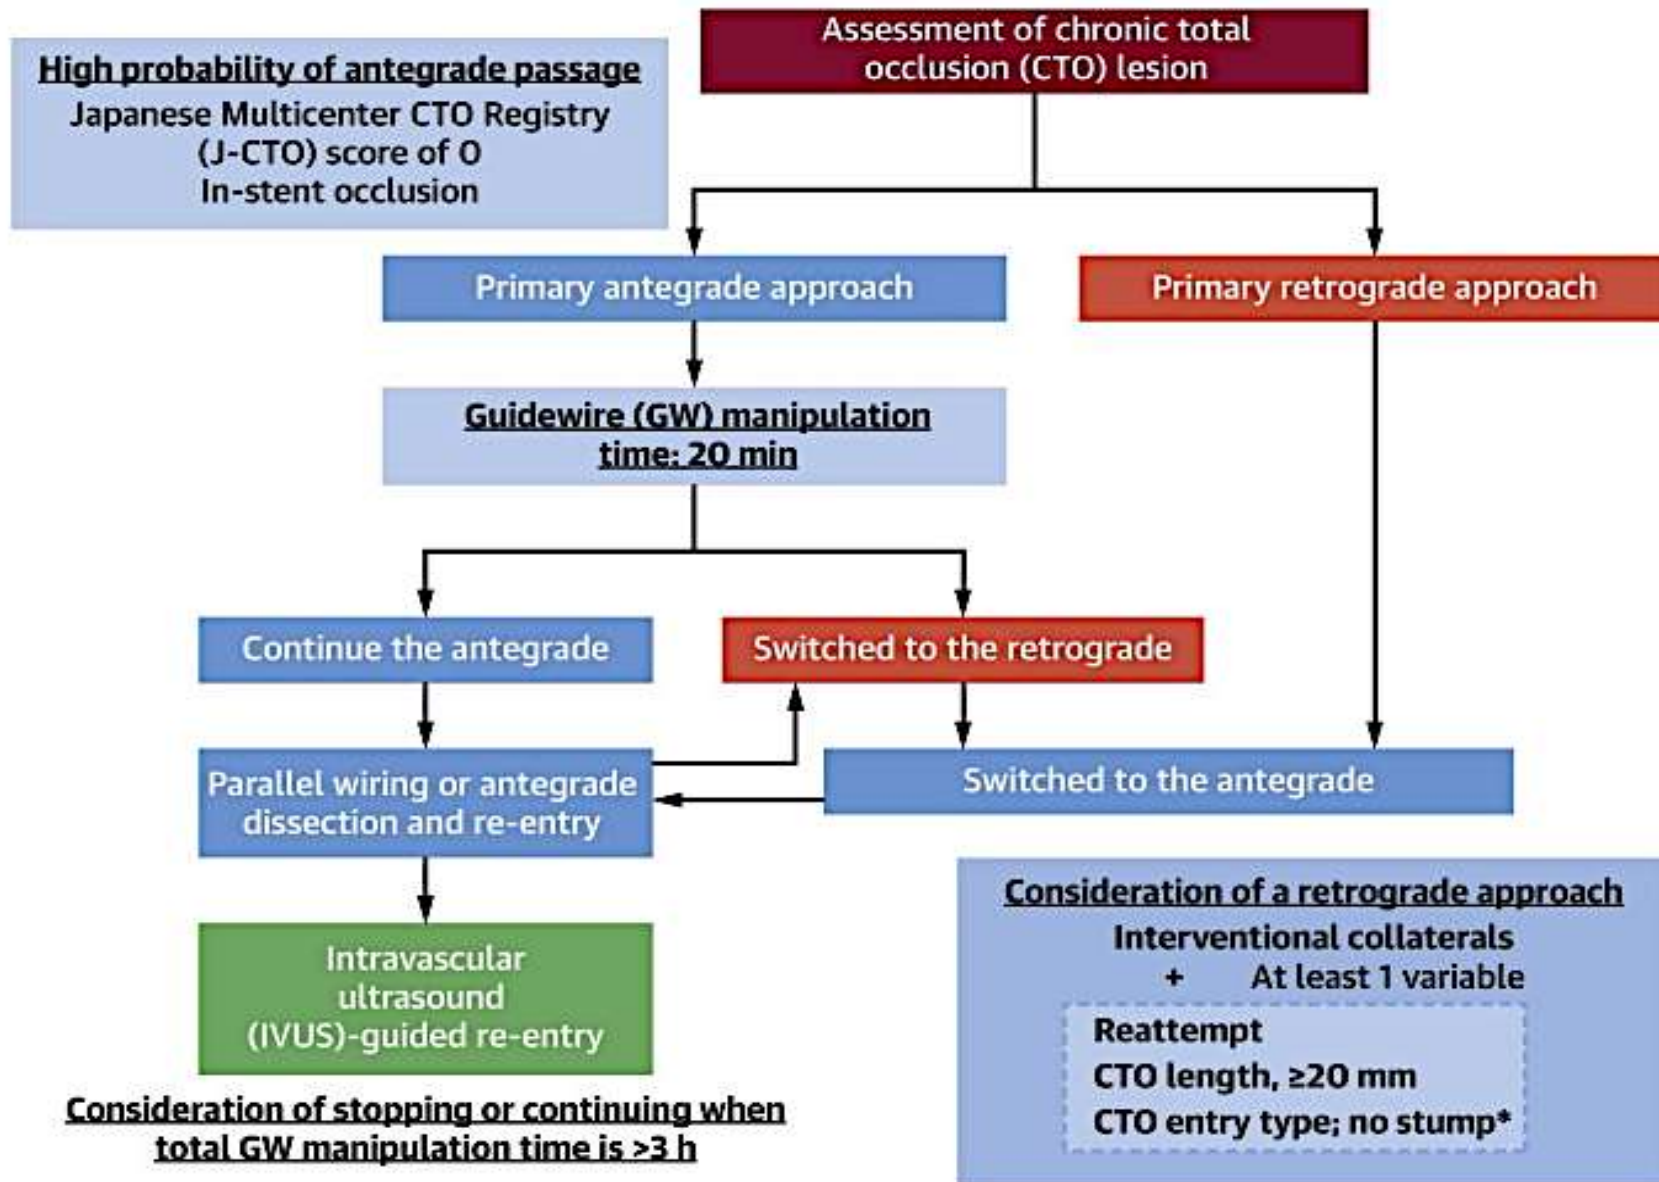 Assessment of chronic total
occlusion (CTO) lesion
High probability of antegrade passage
Japanese Multicenter CTO Registry
(J-CTO) score of 0
In-stent occlusion
Primary antegrade approach
Primary retrograde approach
Guidewire (GW) manipulation
time: 20 min
Continue the antegrade
Switched to the retrograde
Parallel wiring or antegrade
dissection and re-entry
Switched to the antegrade
Intravascular
ultrasound
(IVUS)-guided re-entry
Consideration of stopping or continuing when
total GW manipulation time is >3 h
Consideration of a retrograde approach
Interventional collaterals
+ At least 1 variable
Reattempt
CTO length, ≥20 mm
CTO entry type; no stump*